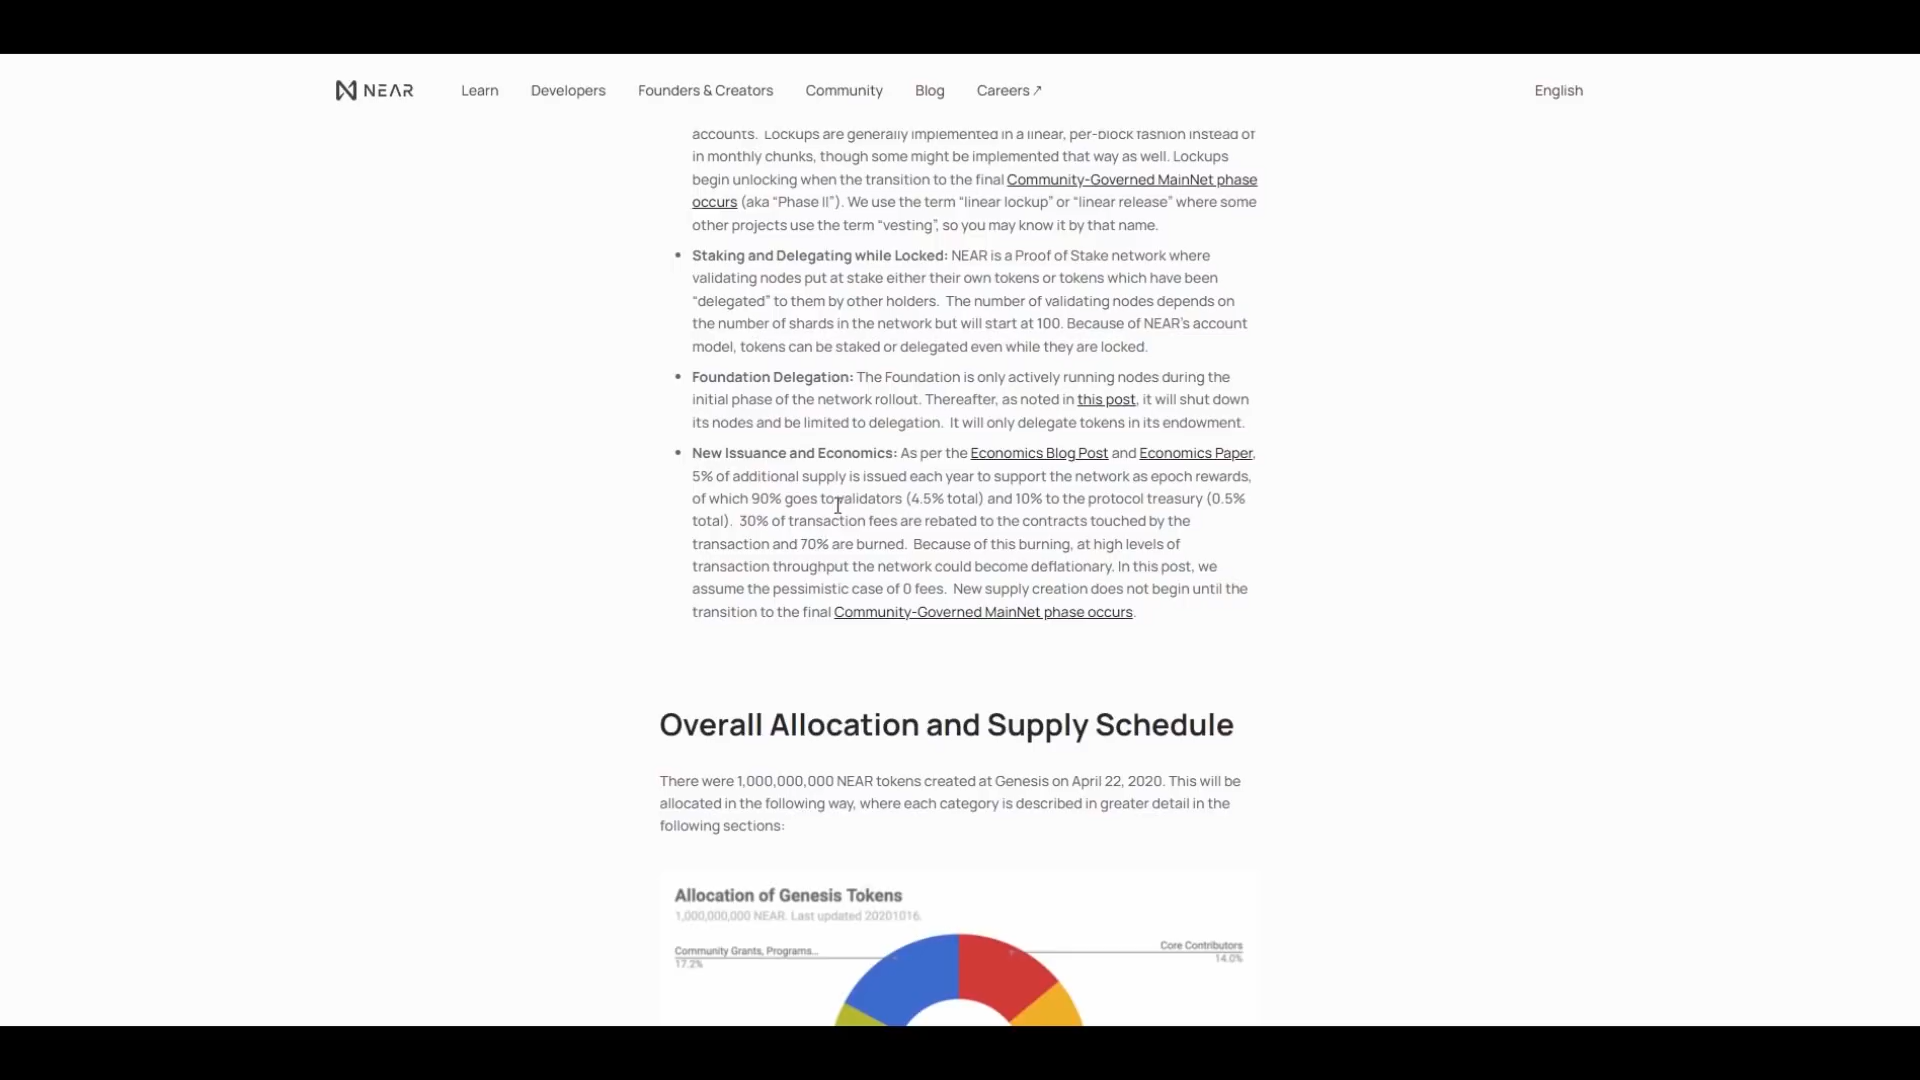 NEAR
Learn
Developers
Founders & Creators
Community
Blog
Careers ↗
English
accounts.  Lockups are generally implemented in a linear, per-block fashion instead of
in monthly chunks, though some might be implemented that way as well. Lockups
begin unlocking when the transition to the final Community-Governed MainNet phase
occurs (aka “Phase II”). We use the term “linear lockup” or “linear release” where some
other projects use the term “vesting”, so you may know it by that name.
• Staking and Delegating while Locked: NEAR is a Proof of Stake network where
validating nodes put at stake either their own tokens or tokens which have been
“delegated” to them by other holders.  The number of validating nodes depends on
the number of shards in the network but will start at 100. Because of NEAR’s account
model, tokens can be staked or delegated even while they are locked.
• Foundation Delegation: The Foundation is only actively running nodes during the
initial phase of the network rollout. Thereafter, as noted in this post, it will shut down
its nodes and be limited to delegation.  It will only delegate tokens in its endowment.
• New Issuance and Economics: As per the Economics Blog Post and Economics Paper,
5% of additional supply is issued each year to support the network as epoch rewards,
of which 90% goes to validators (4.5% total) and 10% to the protocol treasury (0.5%
total).  30% of transaction fees are rebated to the contracts touched by the
transaction and 70% are burned.  Because of this burning, at high levels of
transaction throughput the network could become deflationary. In this post, we
assume the pessimistic case of 0 fees.  New supply creation does not begin until the
transition to the final Community-Governed MainNet phase occurs.
Overall Allocation and Supply Schedule
There were 1,000,000,000 NEAR tokens created at Genesis on April 22, 2020. This will be
allocated in the following way, where each category is described in greater detail in the
following sections:
Allocation of Genesis Tokens
1,000,000,000 NEAR. Last updated 20201016.
Community Grants, Programs...
17.2%
Core Contributors
14.0%